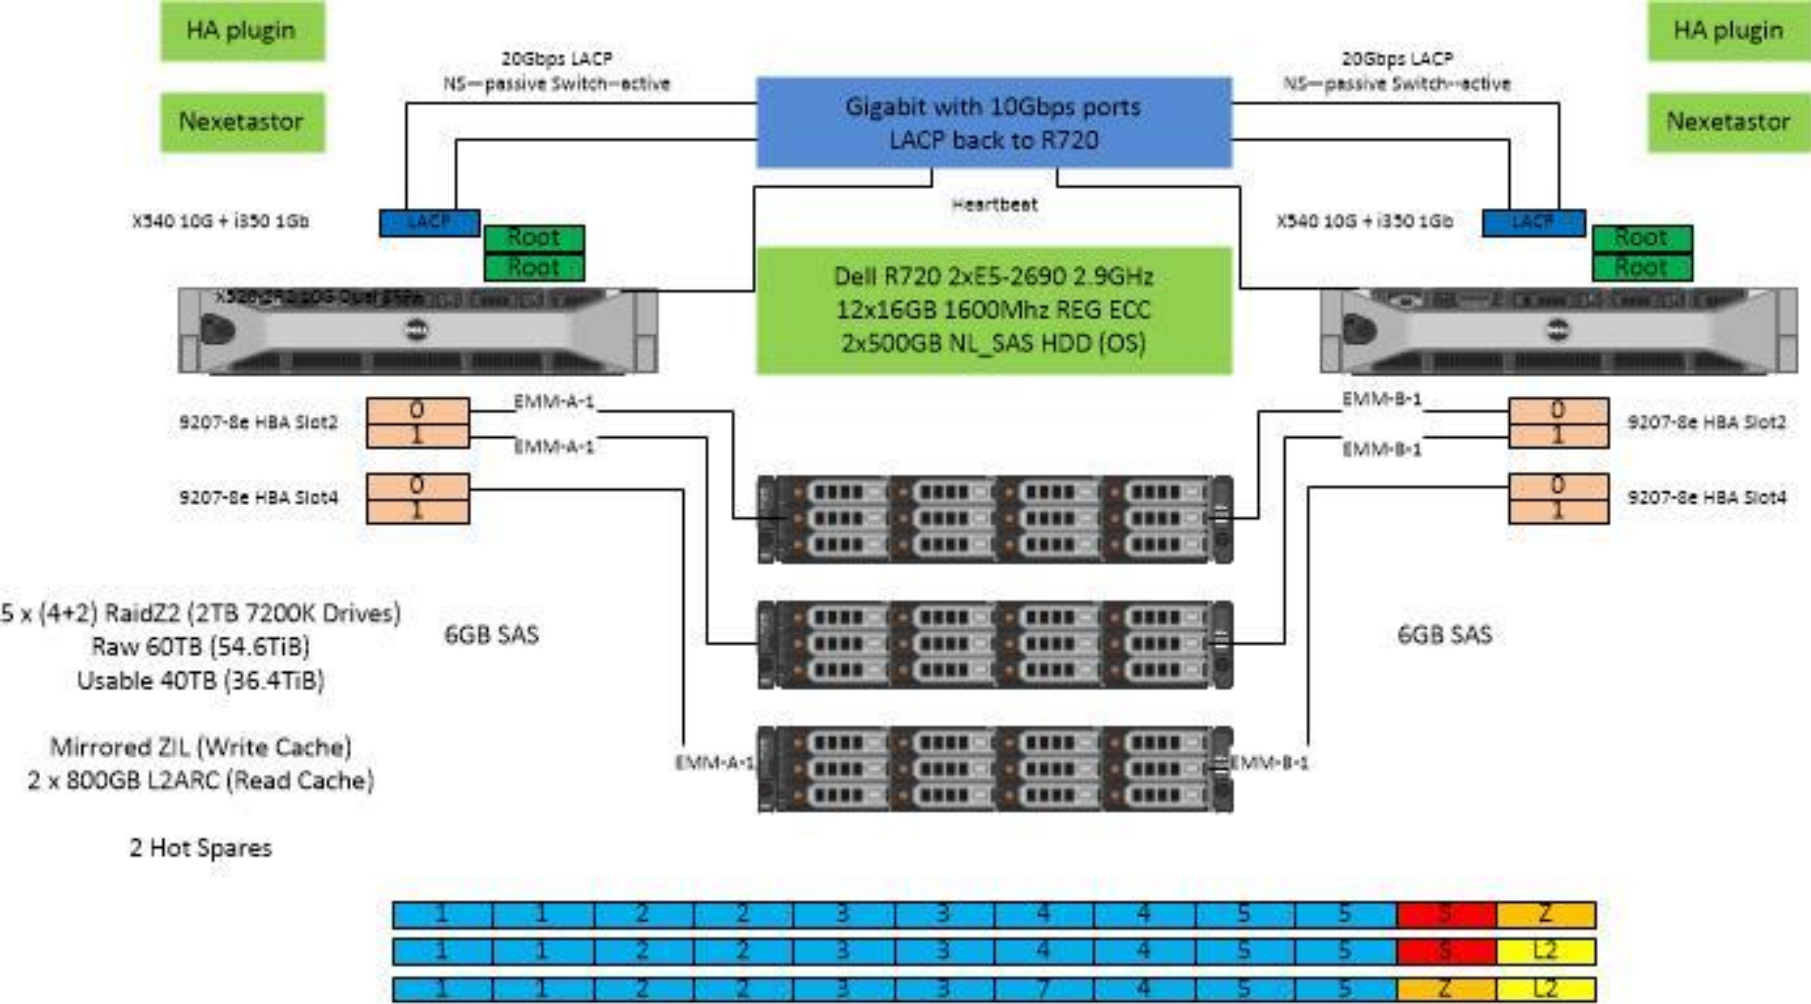 HA plugin
HA plugin
20Gbps LACP
NS—passive Switch--active
20Gbps LACP
NS—passive Switch--active
Nexetastor
Gigabit with 10Gbps ports
LACP back to R720
Nexetastor
Heartbeat
X540 10G + i350 1Gb
LACP
Root
Root
X540 10G + i350 1Gb
LACP
Root
Root
Dell R720 2xE5-2690 2.9GHz
12x16GB 1600Mhz REG ECC
2x500GB NL_SAS HDD (OS)
X520-SR2 10G Dual
DELL
DELL
9207-8e HBA Slot2
0
1
EMM-A-1
EMM-A-1
EMM-B-1
EMM-B-1
0
1
9207-8e HBA Slot2
9207-8e HBA Slot4
0
1
0
1
9207-8e HBA Slot4
5 x (4+2) RaidZ2 (2TB 7200K Drives)
Raw 60TB (54.6TiB)
Usable 40TB (36.4TiB)
6GB SAS
6GB SAS
Mirrored ZIL (Write Cache)
2 x 800GB L2ARC (Read Cache)
EMM-A-1
EMM-B-1
2 Hot Spares
1 1 2 2 3 3 4 4 5 5 S Z
1 1 2 2 3 3 4 4 5 5 S L2
1 1 2 2 3 3 7 4 5 5 Z L2